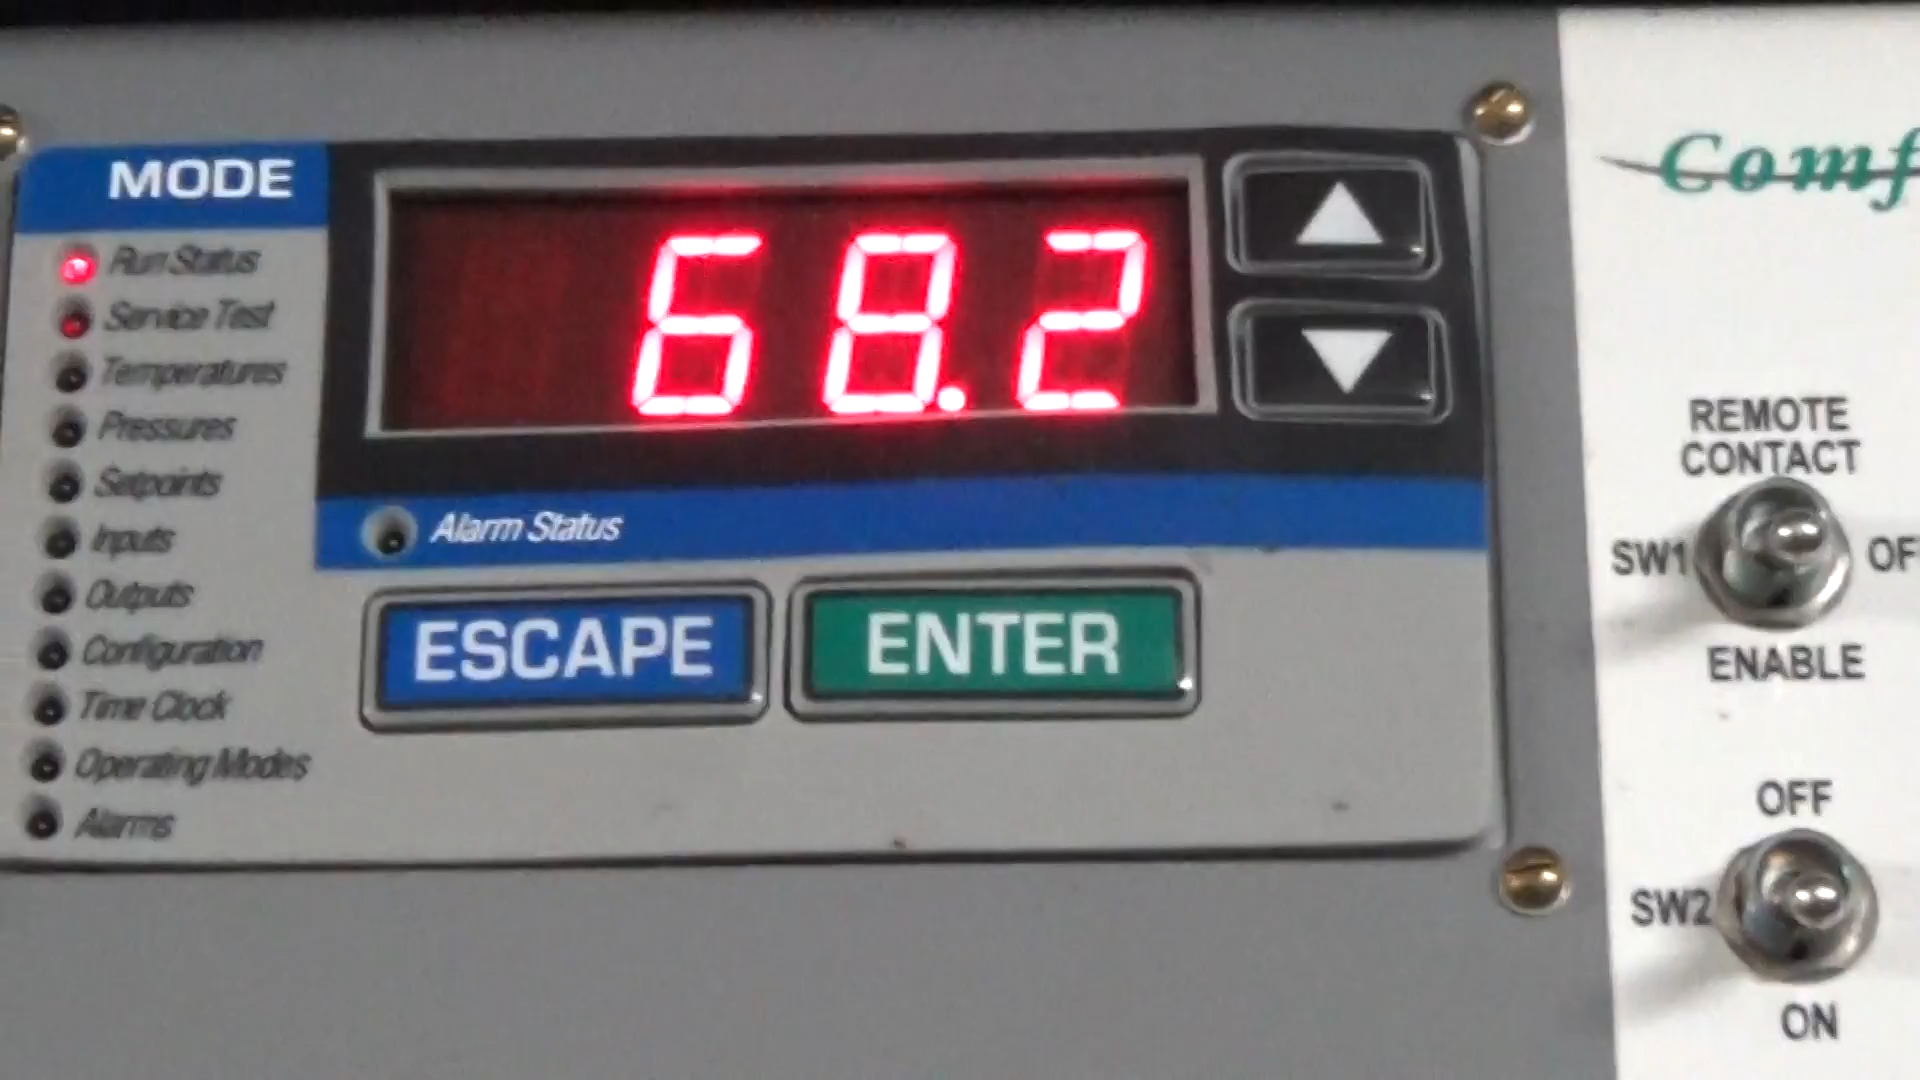 MODE
68.2
Run Status
Service Test
Temperatures
Pressures
Setpoints
Inputs
Outputs
Configuration
Time Clock
Operating Modes
Alarms
Alarm Status
ESCAPE
ENTER
Comf
REMOTE
CONTACT
SW1
OF
ENABLE
OFF
SW2
ON